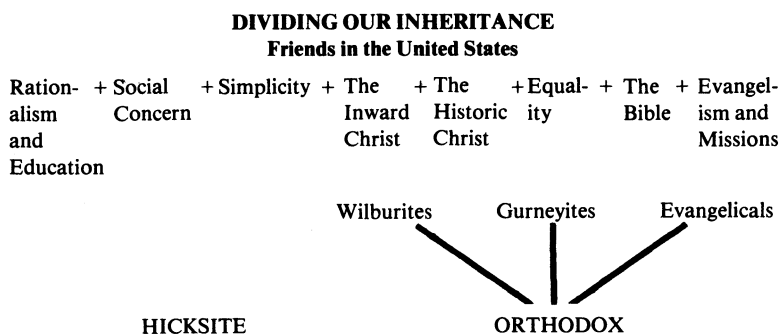 DIVIDING OUR INHERITANCE
Friends in the United States
Ration- + Social + Simplicity + The + The + Equal- + The + Evangel-
alism Concern Inward Historic ity Bible ism and
and Christ Christ Missions
Education
Wilburites Gurneyites Evangelicals
HICKSITE ORTHODOX